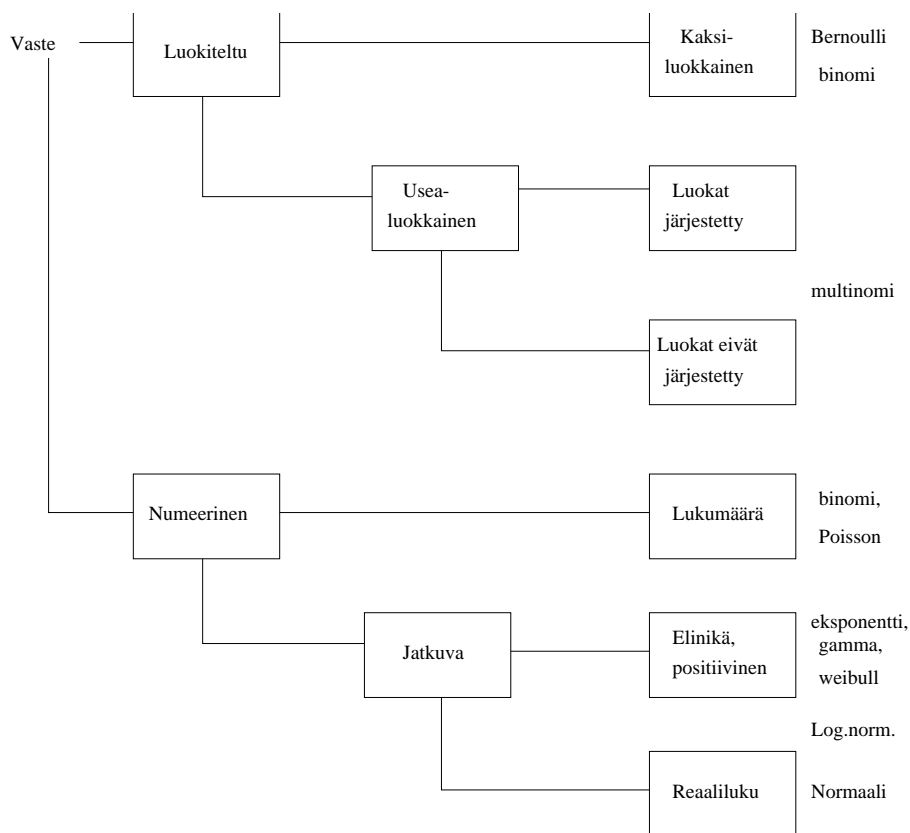 Vaste
Luokiteltu
Kaksi-
luokkainen
Bernoulli
binomi
Usea-
luokkainen
Luokat
järjestetty
multinomi
Luokat eivät
järjestetty
Numeerinen
Lukumäärä
binomi,
Poisson
Jatkuva
Elinikä,
positiivinen
eksponentti,
gamma,
weibull
Log.norm.
Reaaliluku
Normaali